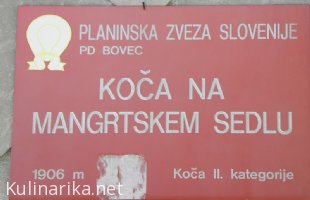 PLANINSKA ZVEZA SLOVENIJE
PD BOVEC
KOČA NA
MANGRTSKEM SEDLU
1906 m Koča II. kategorije
Kulinarika.net